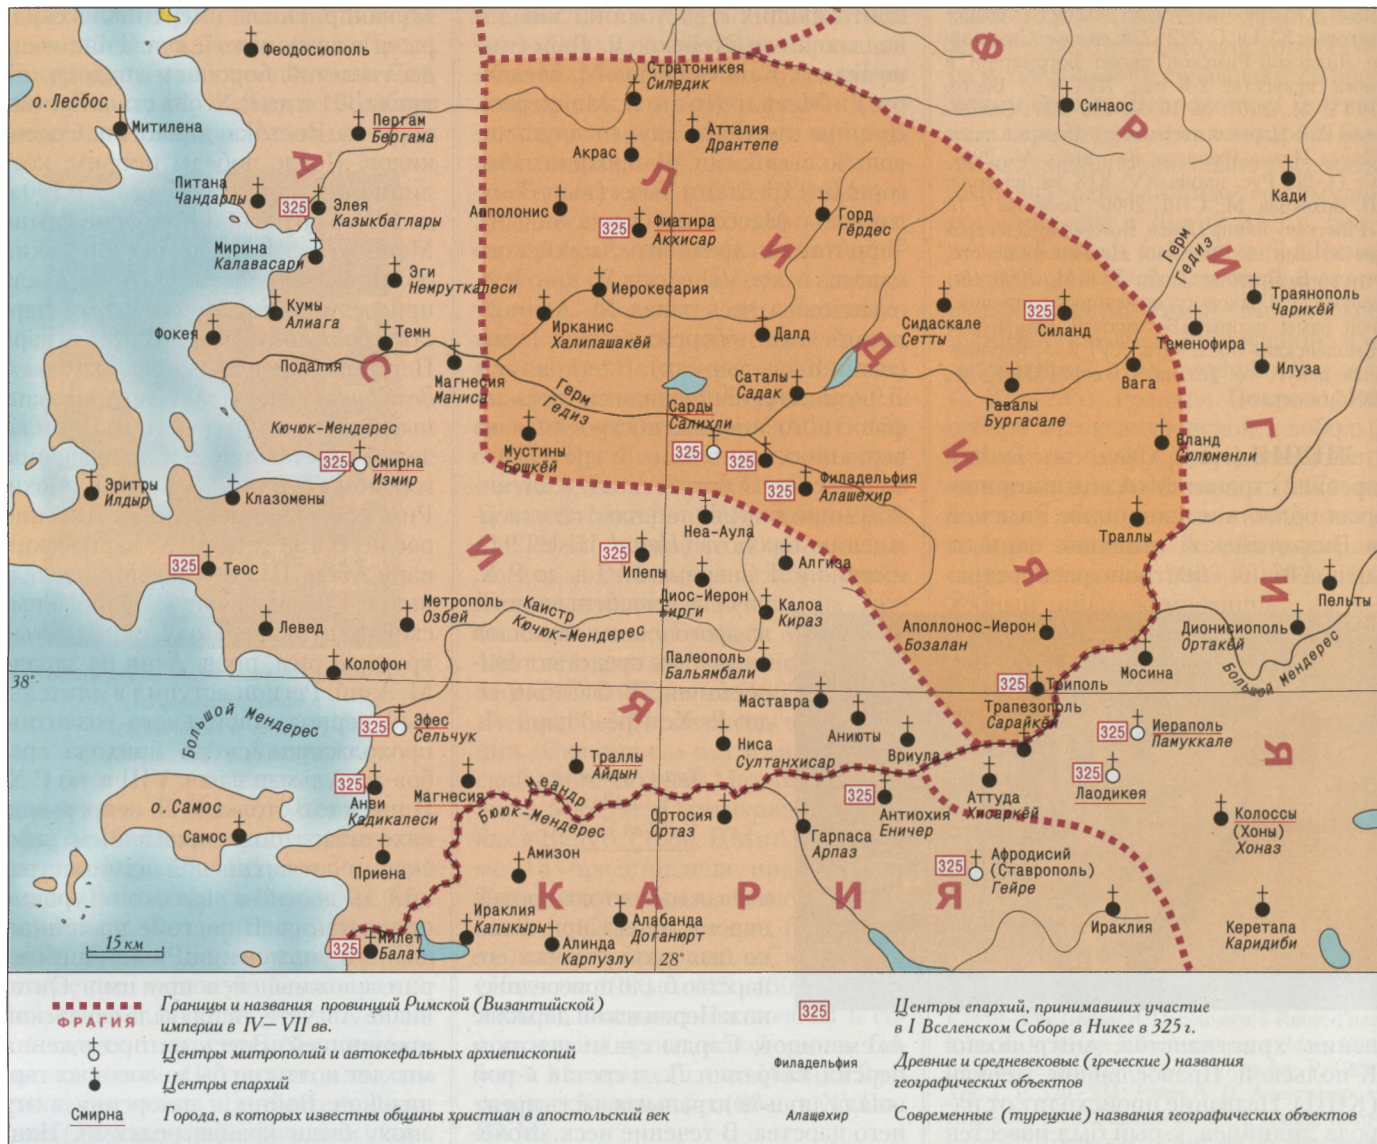 Феодосиополь
о. Лесбос
Митилена
Пергам
Бергама
Стратоникея
Силедик
Атталия
Дрантепе
Акрас
Синаос
Кади
Питана
Чандарлы
325
Элея
Казыкбаглары
Апполонис
325
Фиатира
Акхисар
Горд
Гёрдес
Герм
Гедиз
Мирина
Калавасари
Эги
Немруткалеси
Иерокесария
Кумы
Алиага
Ирканис
Халипашакёй
Далд
Сидаскале
Сетты
325
Силанд
Траянополь
Чарикёй
Теменофира
Фокея
Темн
Подалия
Магнесия
Маниса
Вага
Илуза
Саталы
Садак
Гавалы
Бургасале
Герм
Гедиз
Сарды
Салихли
325
325
Кючюк-Мендерес
325
Смирна
Измир
Мустины
Бошкёй
Бланд
Сюлюменли
Эритры
Илдыр
Клазомены
325
Филадельфия
Алашехир
Неа-Аула
Траллы
325
Теос
325
Ипепы
Алгиза
Диос-Иерон
Бирги
Калоа
Кираз
Пельты
Метрополь
Озбей
Каистр
Кючюк-Мендерес
Левед
Аполлонос-Иерон
Бозалан
Дионисиополь
Ортакёй
Большой Мендерес
Колофон
Палеополь
Бальямбали
Мосина
38°
325
Триполь
Трапезополь
Сарайкёй
Маставра
Аниюты
Вриула
Большой Мендерес
325
Эфес
Сельчук
325
Иераполь
Памуккале
Ниса
Султанхисар
Траллы
Айдын
325
Анеи
Кадикалеси
Магнесия
Меандр
Бююк-Мендерес
325
Лаодикея
Аттуда
Хисаркёй
325
Антиохия
Еничер
о. Самос
Самос
Ортосия
Ортаз
Гарпаса
Арпаз
Колоссы
(Хоны)
Хоназ
Приена
Амизон
325
Афродисий
(Ставрополь)
Гейре
Ираклия
Капыкыры
Алабанда
Доганюрт
Ираклия
Керетапа
Каридиби
325
Милет
Балат
Алинда
Карпузлу
15 км
28°
АСИЯ
ЛИДИЯ
ФРИГИЯ
КАРИЯ
ФРАГИЯ
Границы и названия провинций Римской (Византийской)
империи в IV–VII вв.
Центры митрополий и автокефальных архиепископий
Центры епархий
Смирна
Города, в которых известны общины христиан в апостольский век
325
Центры епархий, принимавших участие
в I Вселенском Соборе в Никее в 325 г.
Филадельфия
Древние и средневековые (греческие) названия
географических объектов
Алашехир
Современные (турецкие) названия географических объектов